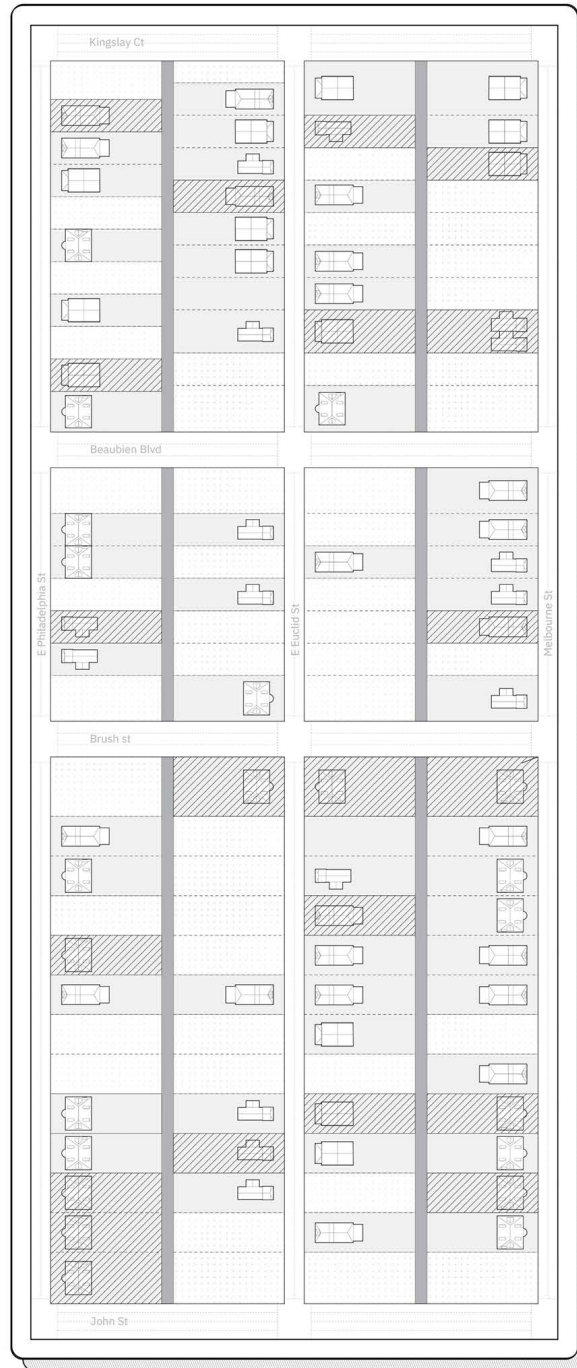 Kingslay Ct
Beaubien Blvd
E Philadelphia St
E Euclid St
Melbourne St
Brush st
John St